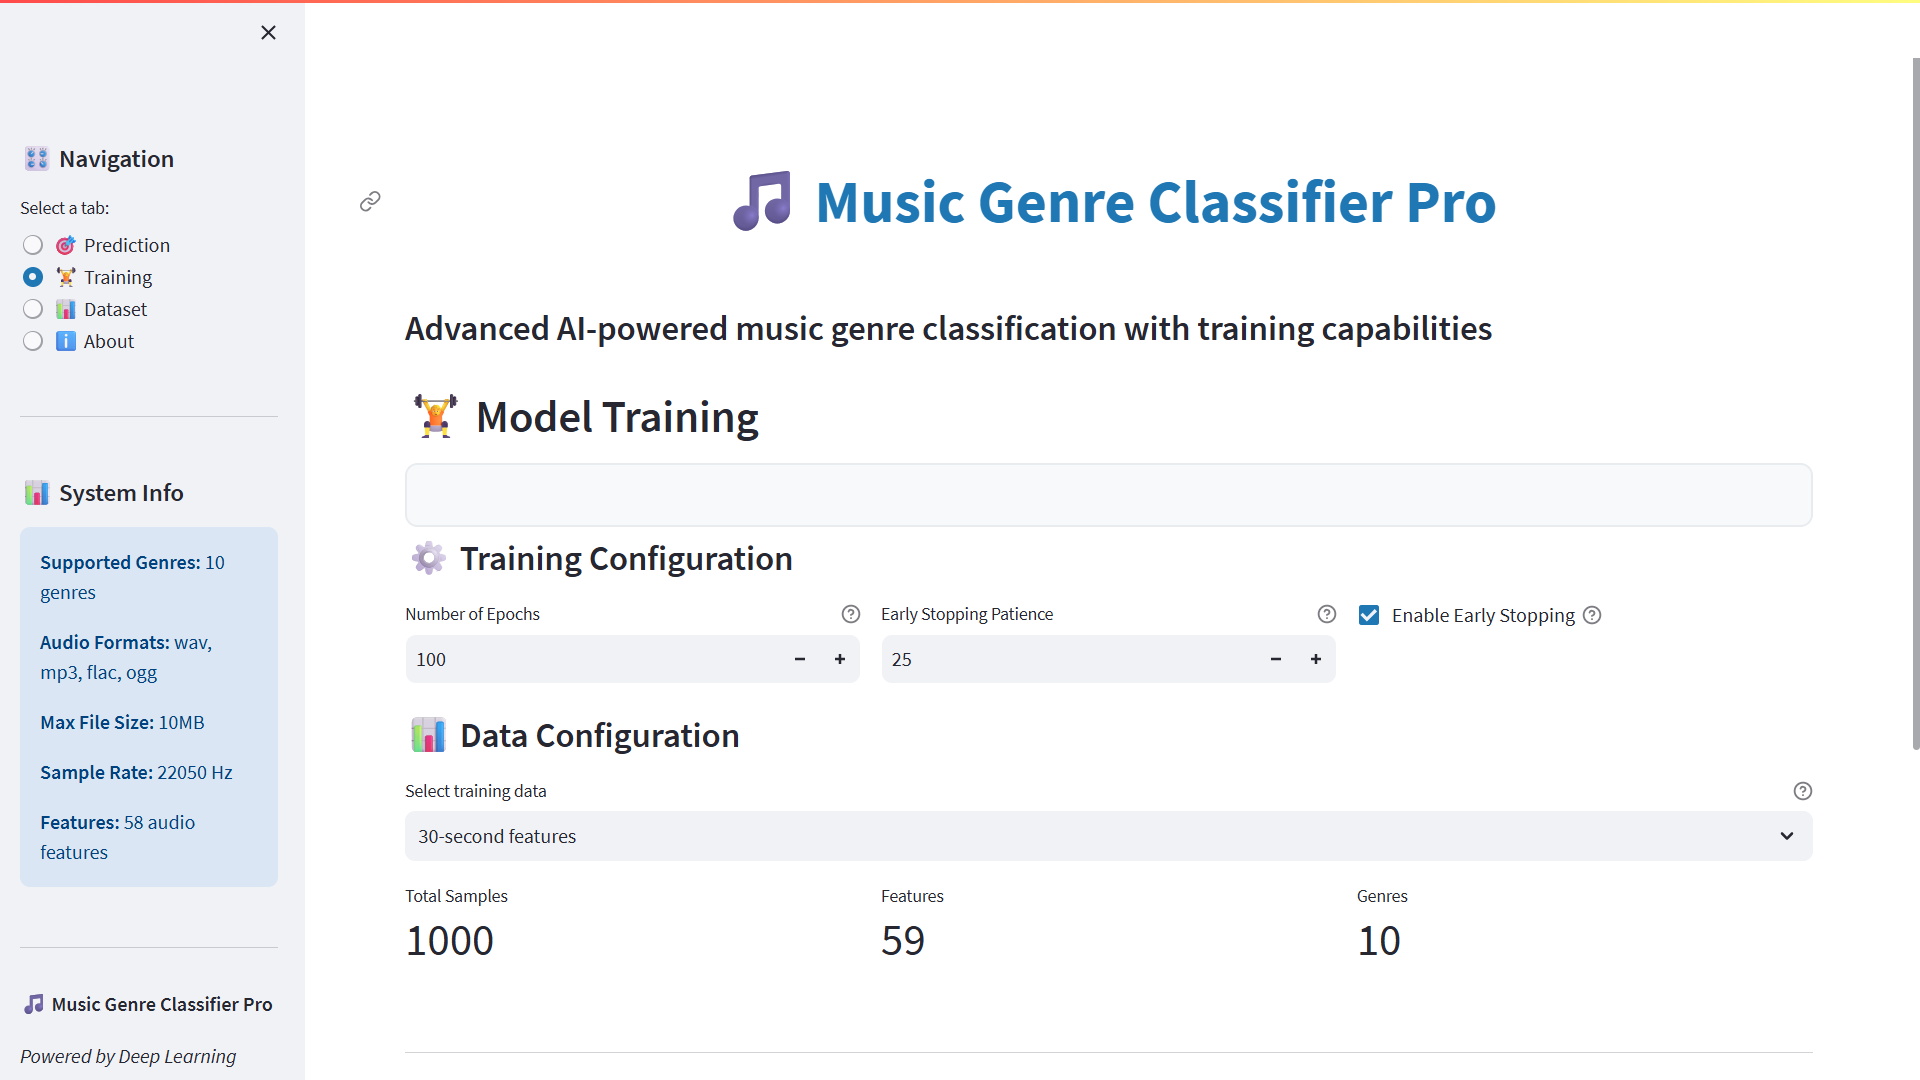 Navigation
Select a tab:
Prediction
Training
Dataset
About
System Info
Supported Genres: 10
genres
Audio Formats: wav,
mp3, flac, ogg
Max File Size: 10MB
Sample Rate: 22050 Hz
Features: 58 audio
features
Music Genre Classifier Pro
Powered by Deep Learning
Music Genre Classifier Pro
Advanced AI-powered music genre classification with training capabilities
Model Training
Training Configuration
Number of Epochs
100
Early Stopping Patience
25
Enable Early Stopping
Data Configuration
Select training data
30-second features
Total Samples
1000
Features
59
Genres
10